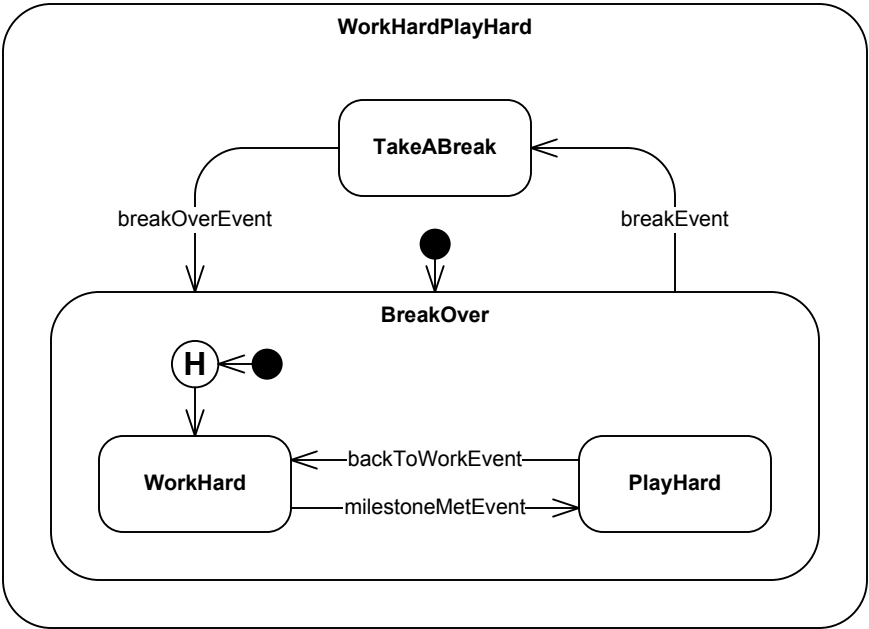 WorkHardPlayHard
TakeABreak
breakOverEvent
breakEvent
BreakOver
H
backToWorkEvent
WorkHard
PlayHard
milestoneMetEvent